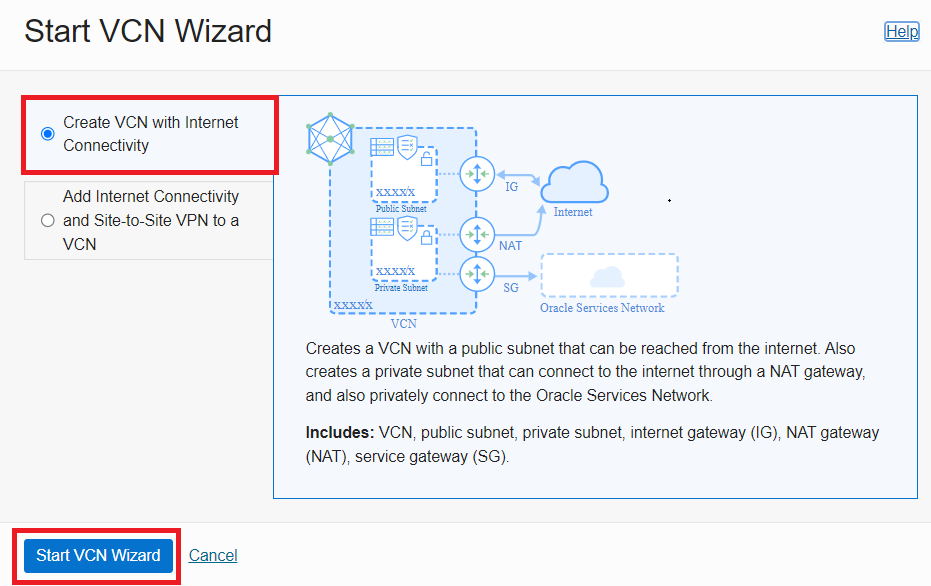 Start VCN Wizard
Help
Create VCN with Internet
Connectivity
Add Internet Connectivity
and Site-to-Site VPN to a
VCN
XXXX/X
Public Subnet
IG
Internet
XXXX/X
Private Subnet
NAT
SG
XXXX/X
VCN
Oracle Services Network
Creates a VCN with a public subnet that can be reached from the internet. Also
creates a private subnet that can connect to the internet through a NAT gateway,
and also privately connect to the Oracle Services Network.
Includes: VCN, public subnet, private subnet, internet gateway (IG), NAT gateway
(NAT), service gateway (SG).
Start VCN Wizard
Cancel